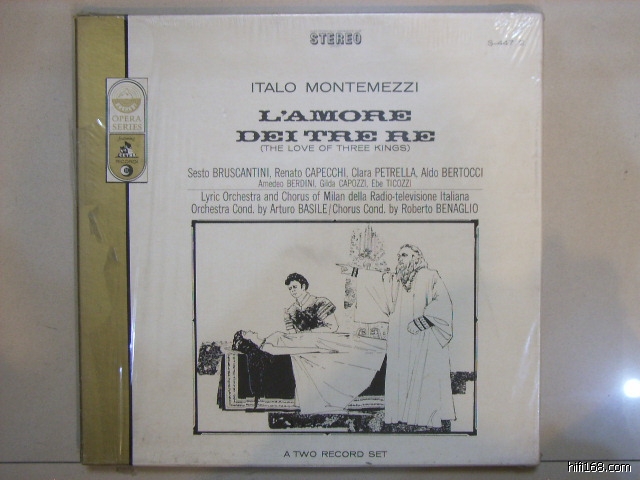 STEREO
ITALO MONTEMEZZI
OPERA
SERIES
L'AMORE
DEI TRE RE
(THE LOVE OF THREE KINGS)
Sesto BRUSCANTINI, Renato CAPECCHI, Clara PETRELLA, Aldo BERTOCCI
Amedeo BERDINI, Gilda CAPOZZI, Ebe TICOZZI
Lyric Orchestra and Chorus of Milan della Radio-televisione Italiana
Orchestra Cond. by Arturo BASILE/Chorus Cond. by Roberto BENAGLIO
A TWO RECORD SET
hifi168.com